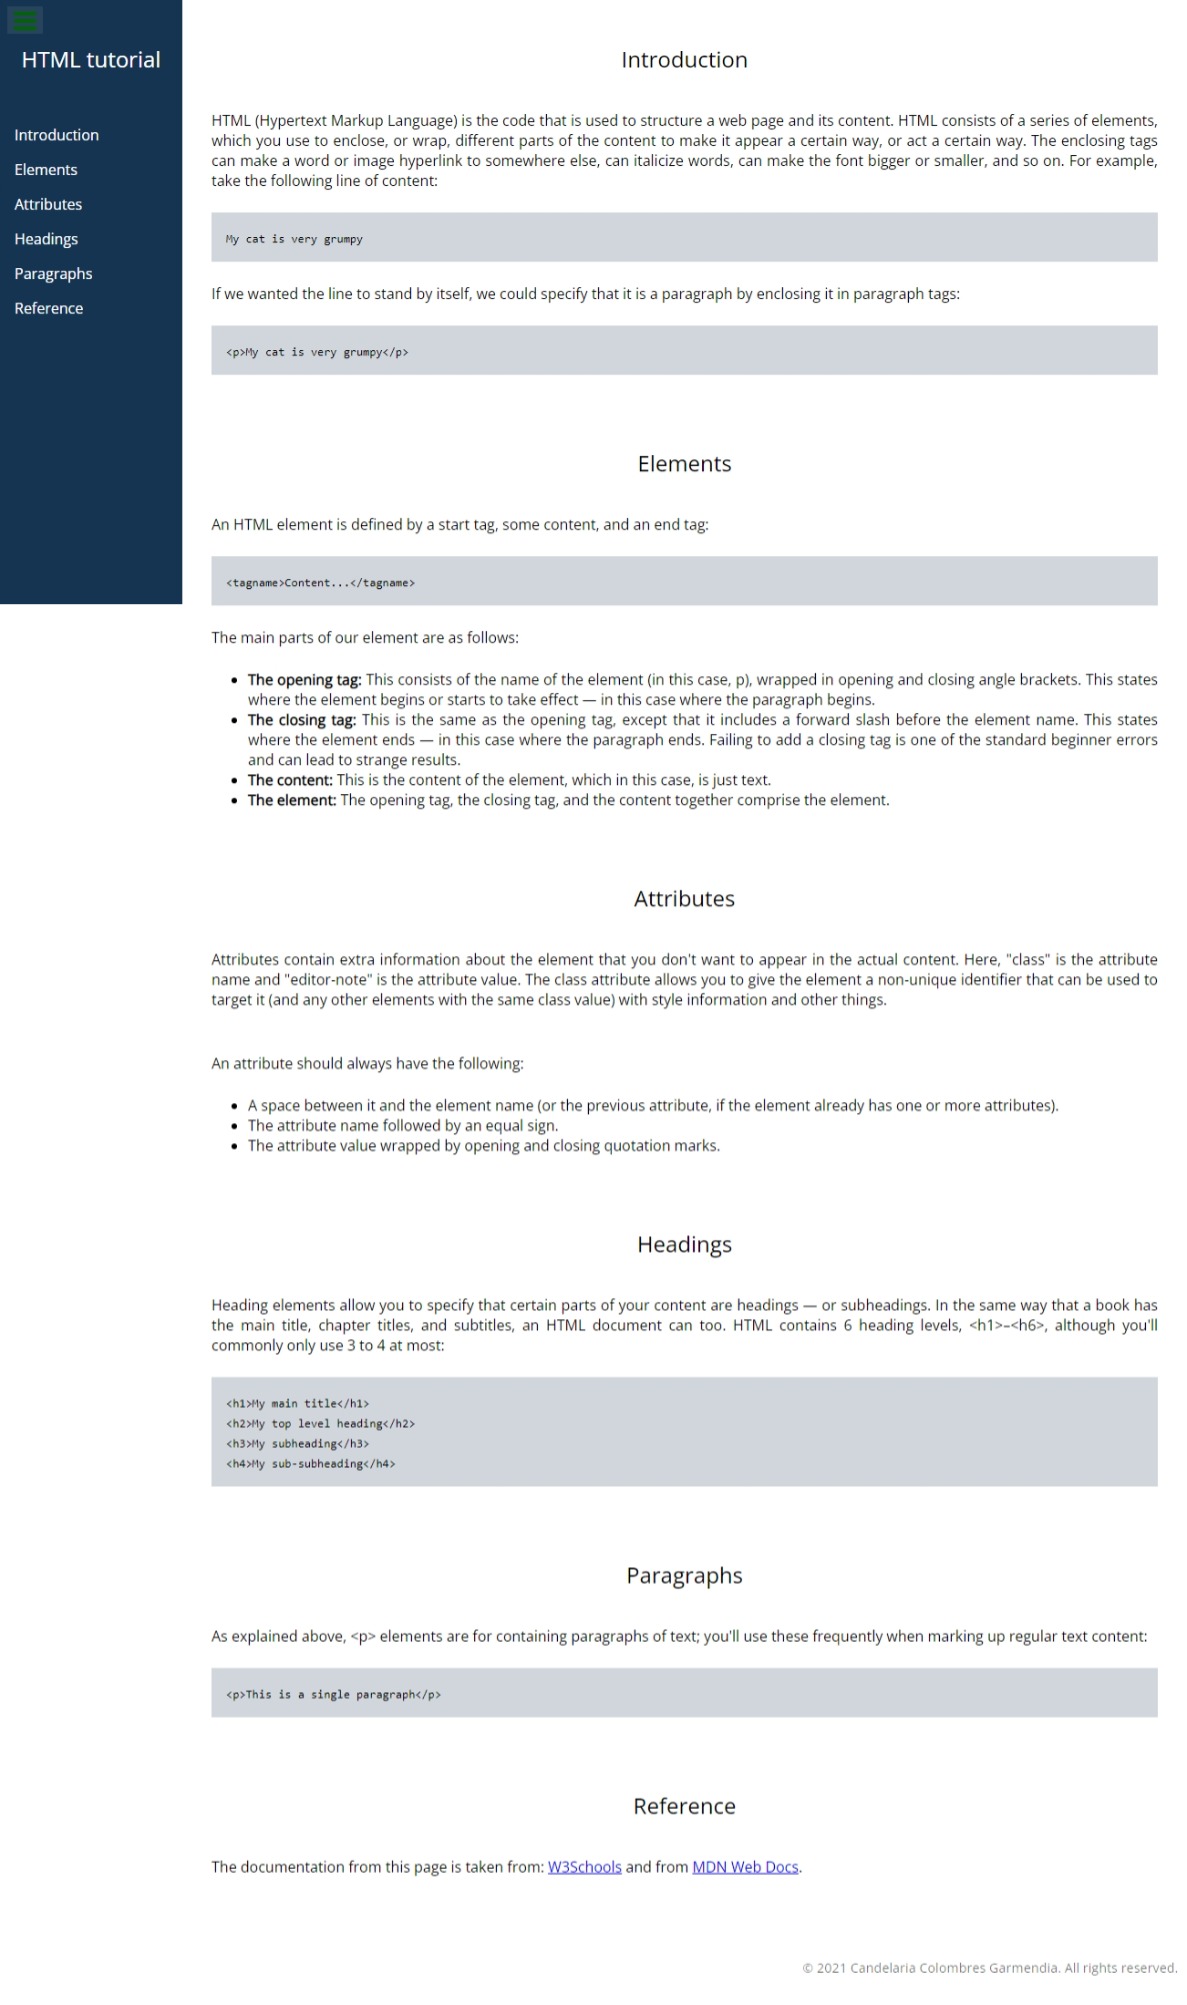 HTML tutorial
Introduction
Elements
Attributes
Headings
Paragraphs
Reference
Introduction
HTML (Hypertext Markup Language) is the code that is used to structure a web page and its content. HTML consists of a series of elements,
which you use to enclose, or wrap, different parts of the content to make it appear a certain way, or act a certain way. The enclosing tags
can make a word or image hyperlink to somewhere else, can italicize words, can make the font bigger or smaller, and so on. For example,
take the following line of content:
My cat is very grumpy
If we wanted the line to stand by itself, we could specify that it is a paragraph by enclosing it in paragraph tags:
<p>My cat is very grumpy</p>
Elements
An HTML element is defined by a start tag, some content, and an end tag:
<tagname>Content...</tagname>
The main parts of our element are as follows:
• The opening tag: This consists of the name of the element (in this case, p), wrapped in opening and closing angle brackets. This states
where the element begins or starts to take effect — in this case where the paragraph begins.
• The closing tag: This is the same as the opening tag, except that it includes a forward slash before the element name. This states
where the element ends — in this case where the paragraph ends. Failing to add a closing tag is one of the standard beginner errors
and can lead to strange results.
• The content: This is the content of the element, which in this case, is just text.
• The element: The opening tag, the closing tag, and the content together comprise the element.
Attributes
Attributes contain extra information about the element that you don't want to appear in the actual content. Here, "class" is the attribute
name and "editor-note" is the attribute value. The class attribute allows you to give the element a non-unique identifier that can be used to
target it (and any other elements with the same class value) with style information and other things.
An attribute should always have the following:
• A space between it and the element name (or the previous attribute, if the element already has one or more attributes).
• The attribute name followed by an equal sign.
• The attribute value wrapped by opening and closing quotation marks.
Headings
Heading elements allow you to specify that certain parts of your content are headings — or subheadings. In the same way that a book has
the main title, chapter titles, and subtitles, an HTML document can too. HTML contains 6 heading levels, <h1>–<h6>, although you'll
commonly only use 3 to 4 at most:
<h1>My main title</h1>
<h2>My top level heading</h2>
<h3>My subheading</h3>
<h4>My sub-subheading</h4>
Paragraphs
As explained above, <p> elements are for containing paragraphs of text; you'll use these frequently when marking up regular text content:
<p>This is a single paragraph</p>
Reference
The documentation from this page is taken from: W3Schools and from MDN Web Docs.
© 2021 Candelaria Colombres Garmendia. All rights reserved.